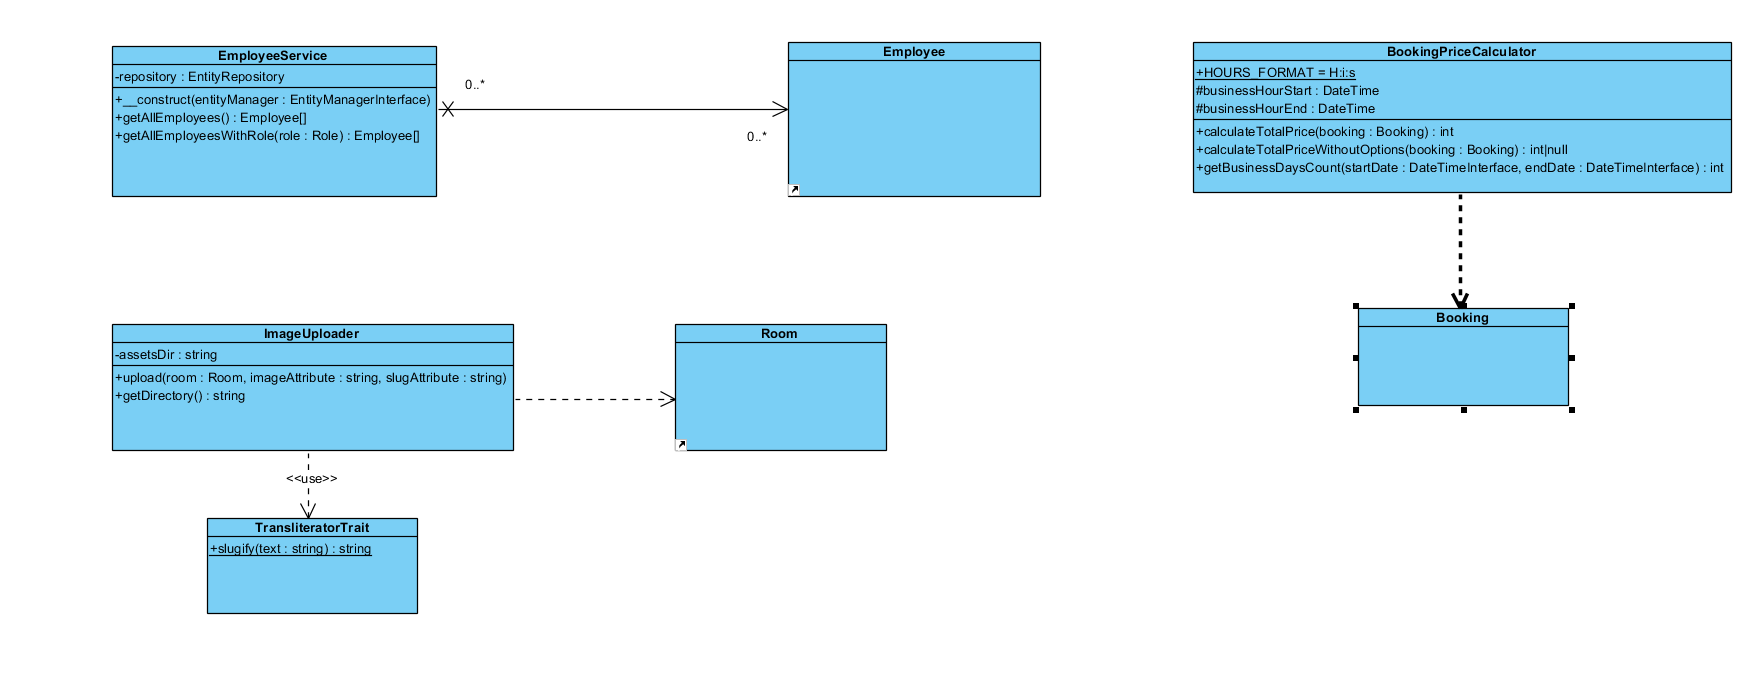 EmployeeService
-repository : EntityRepository
+__construct(entityManager : EntityManagerInterface)
+getAllEmployees() : Employee[]
+getAllEmployeesWithRole(role : Role) : Employee[]
0..*
0..*
Employee
BookingPriceCalculator
+HOURS_FORMAT = H:i:s
#businessHourStart : DateTime
#businessHourEnd : DateTime
+calculateTotalPrice(booking : Booking) : int
+calculateTotalPriceWithoutOptions(booking : Booking) : int|null
+getBusinessDaysCount(startDate : DateTimeInterface, endDate : DateTimeInterface) : int
Booking
ImageUploader
-assetsDir : string
+upload(room : Room, imageAttribute : string, slugAttribute : string)
+getDirectory() : string
Room
<<use>>
TransliteratorTrait
+slugify(text : string) : string